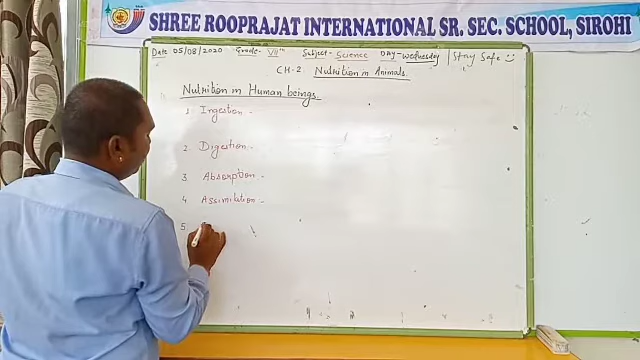 SHREE ROOPRAJAT INTERNATIONAL SR. SEC. SCHOOL, SIROHI
Date 05/08/2020 Grade- VIIth Subject- Science DAY- Wednesday | Stay Safe
CH-2 Nutrition in Animals.
Nutrition in Human beings.
1. Ingestion -
2. Digestion -
3 Absorption -
4 Assimilation -
5